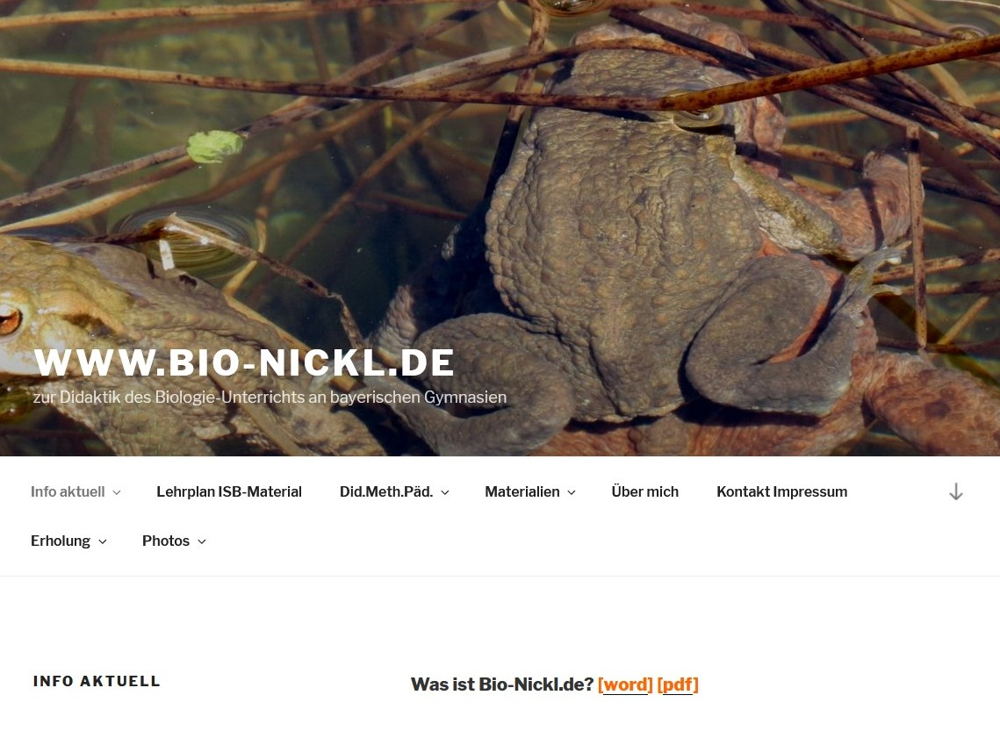 WWW.BIO-NICKL.DE
zur Didaktik des Biologie-Unterrichts an bayerischen Gymnasien
Info aktuell Lehrplan ISB-Material Did.Meth.Päd. Materialien Über mich Kontakt Impressum
Erholung Photos
INFO AKTUELL
Was ist Bio-Nickl.de? [word] [pdf]